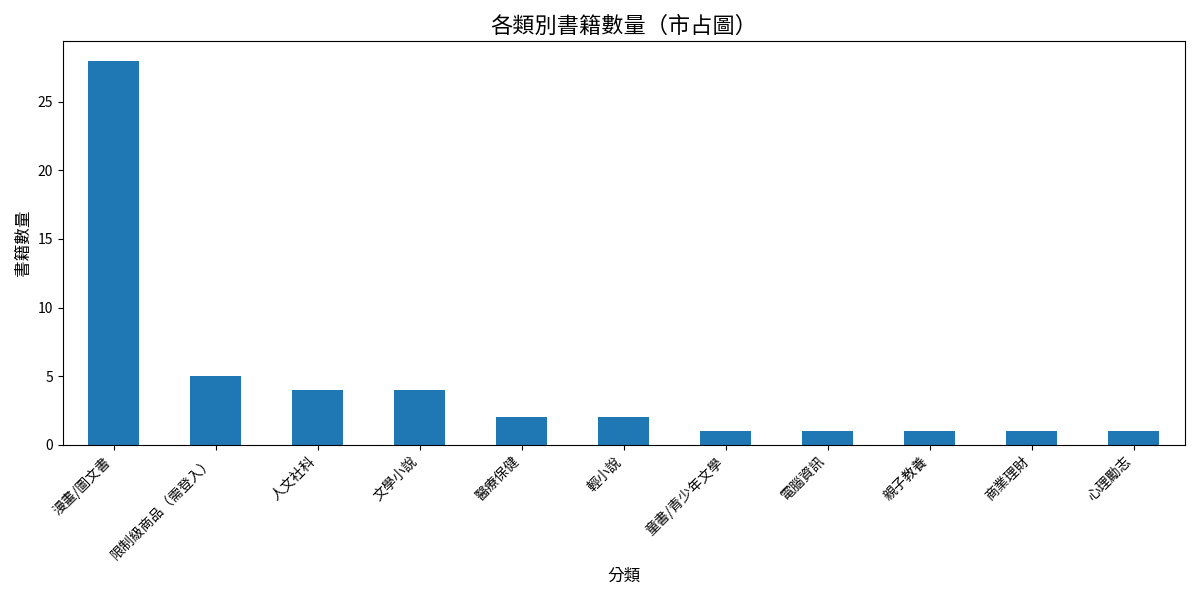 各類別書籍數量（市占圖）
書籍數量
25
20
15
10
5
0
漫畫/圖文書
限制級商品（需登入）
人文社科
文學小說
醫療保健
輕小說
童書/青少年文學
電腦資訊
親子教養
商業理財
心理勵志
分類